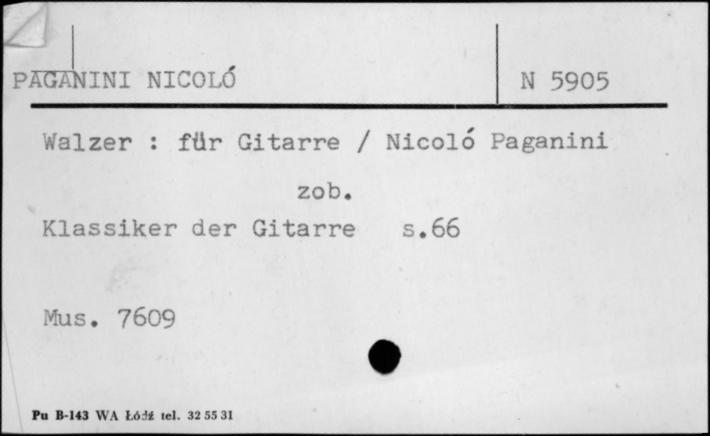 PAGANINI NICOLÓ N 5905
Walzer : für Gitarre / Nicoló Paganini
zob.
Klassiker der Gitarre s.66
Mus. 7609
Pu B-143 WA Łódź tel. 32 55 31